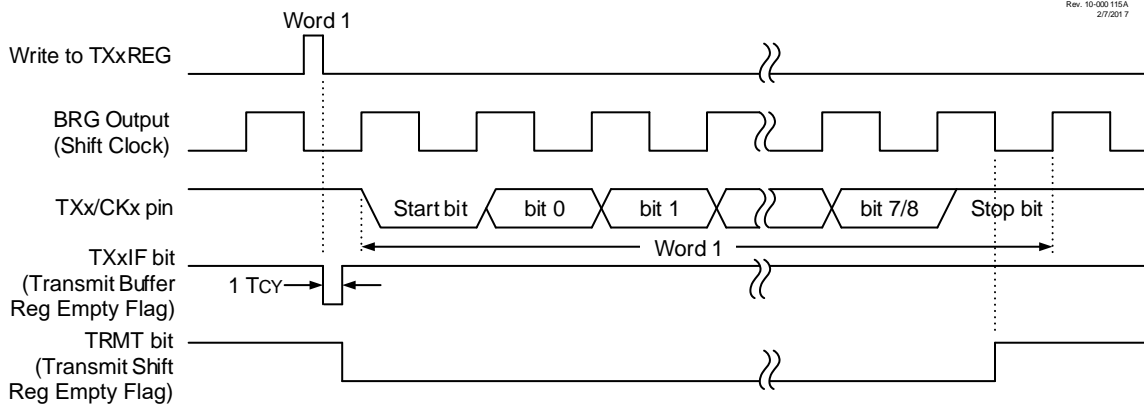 Rev. 10-000 115A
2/7/201 7
Word 1
Write to TXxREG
BRG Output
(Shift Clock)
TXx/CKx pin
Start bit
bit 0
bit 1
bit 7/8
Stop bit
Word 1
TXxIF bit
(Transmit Buffer
Reg Empty Flag)
1 TCY
TRMT bit
(Transmit Shift
Reg Empty Flag)